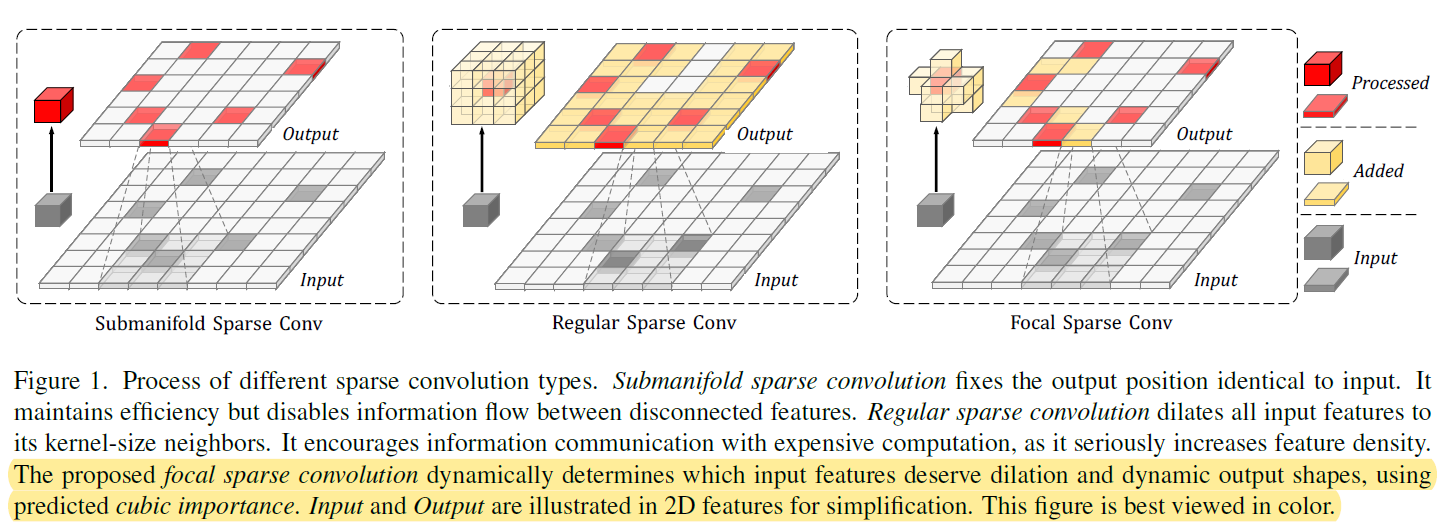 Output
Input
Submanifold Sparse Conv
Output
Input
Regular Sparse Conv
Output
Input
Focal Sparse Conv
Processed
Added
Input
Figure 1. Process of different sparse convolution types. Submanifold sparse convolution fixes the output position identical to input. It
maintains efficiency but disables information flow between disconnected features. Regular sparse convolution dilates all input features to
its kernel-size neighbors. It encourages information communication with expensive computation, as it seriously increases feature density.
The proposed focal sparse convolution dynamically determines which input features deserve dilation and dynamic output shapes, using
predicted cubic importance. Input and Output are illustrated in 2D features for simplification. This figure is best viewed in color.